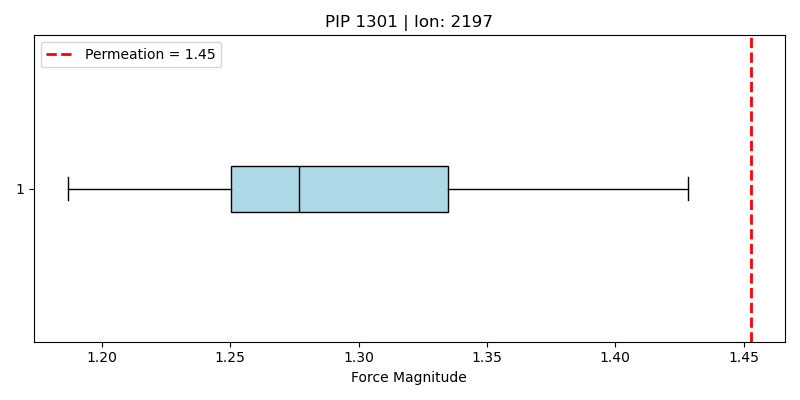 PIP 1301 | Ion: 2197
Permeation = 1.45
1
1.20 1.25 1.30 1.35 1.40 1.45
Force Magnitude